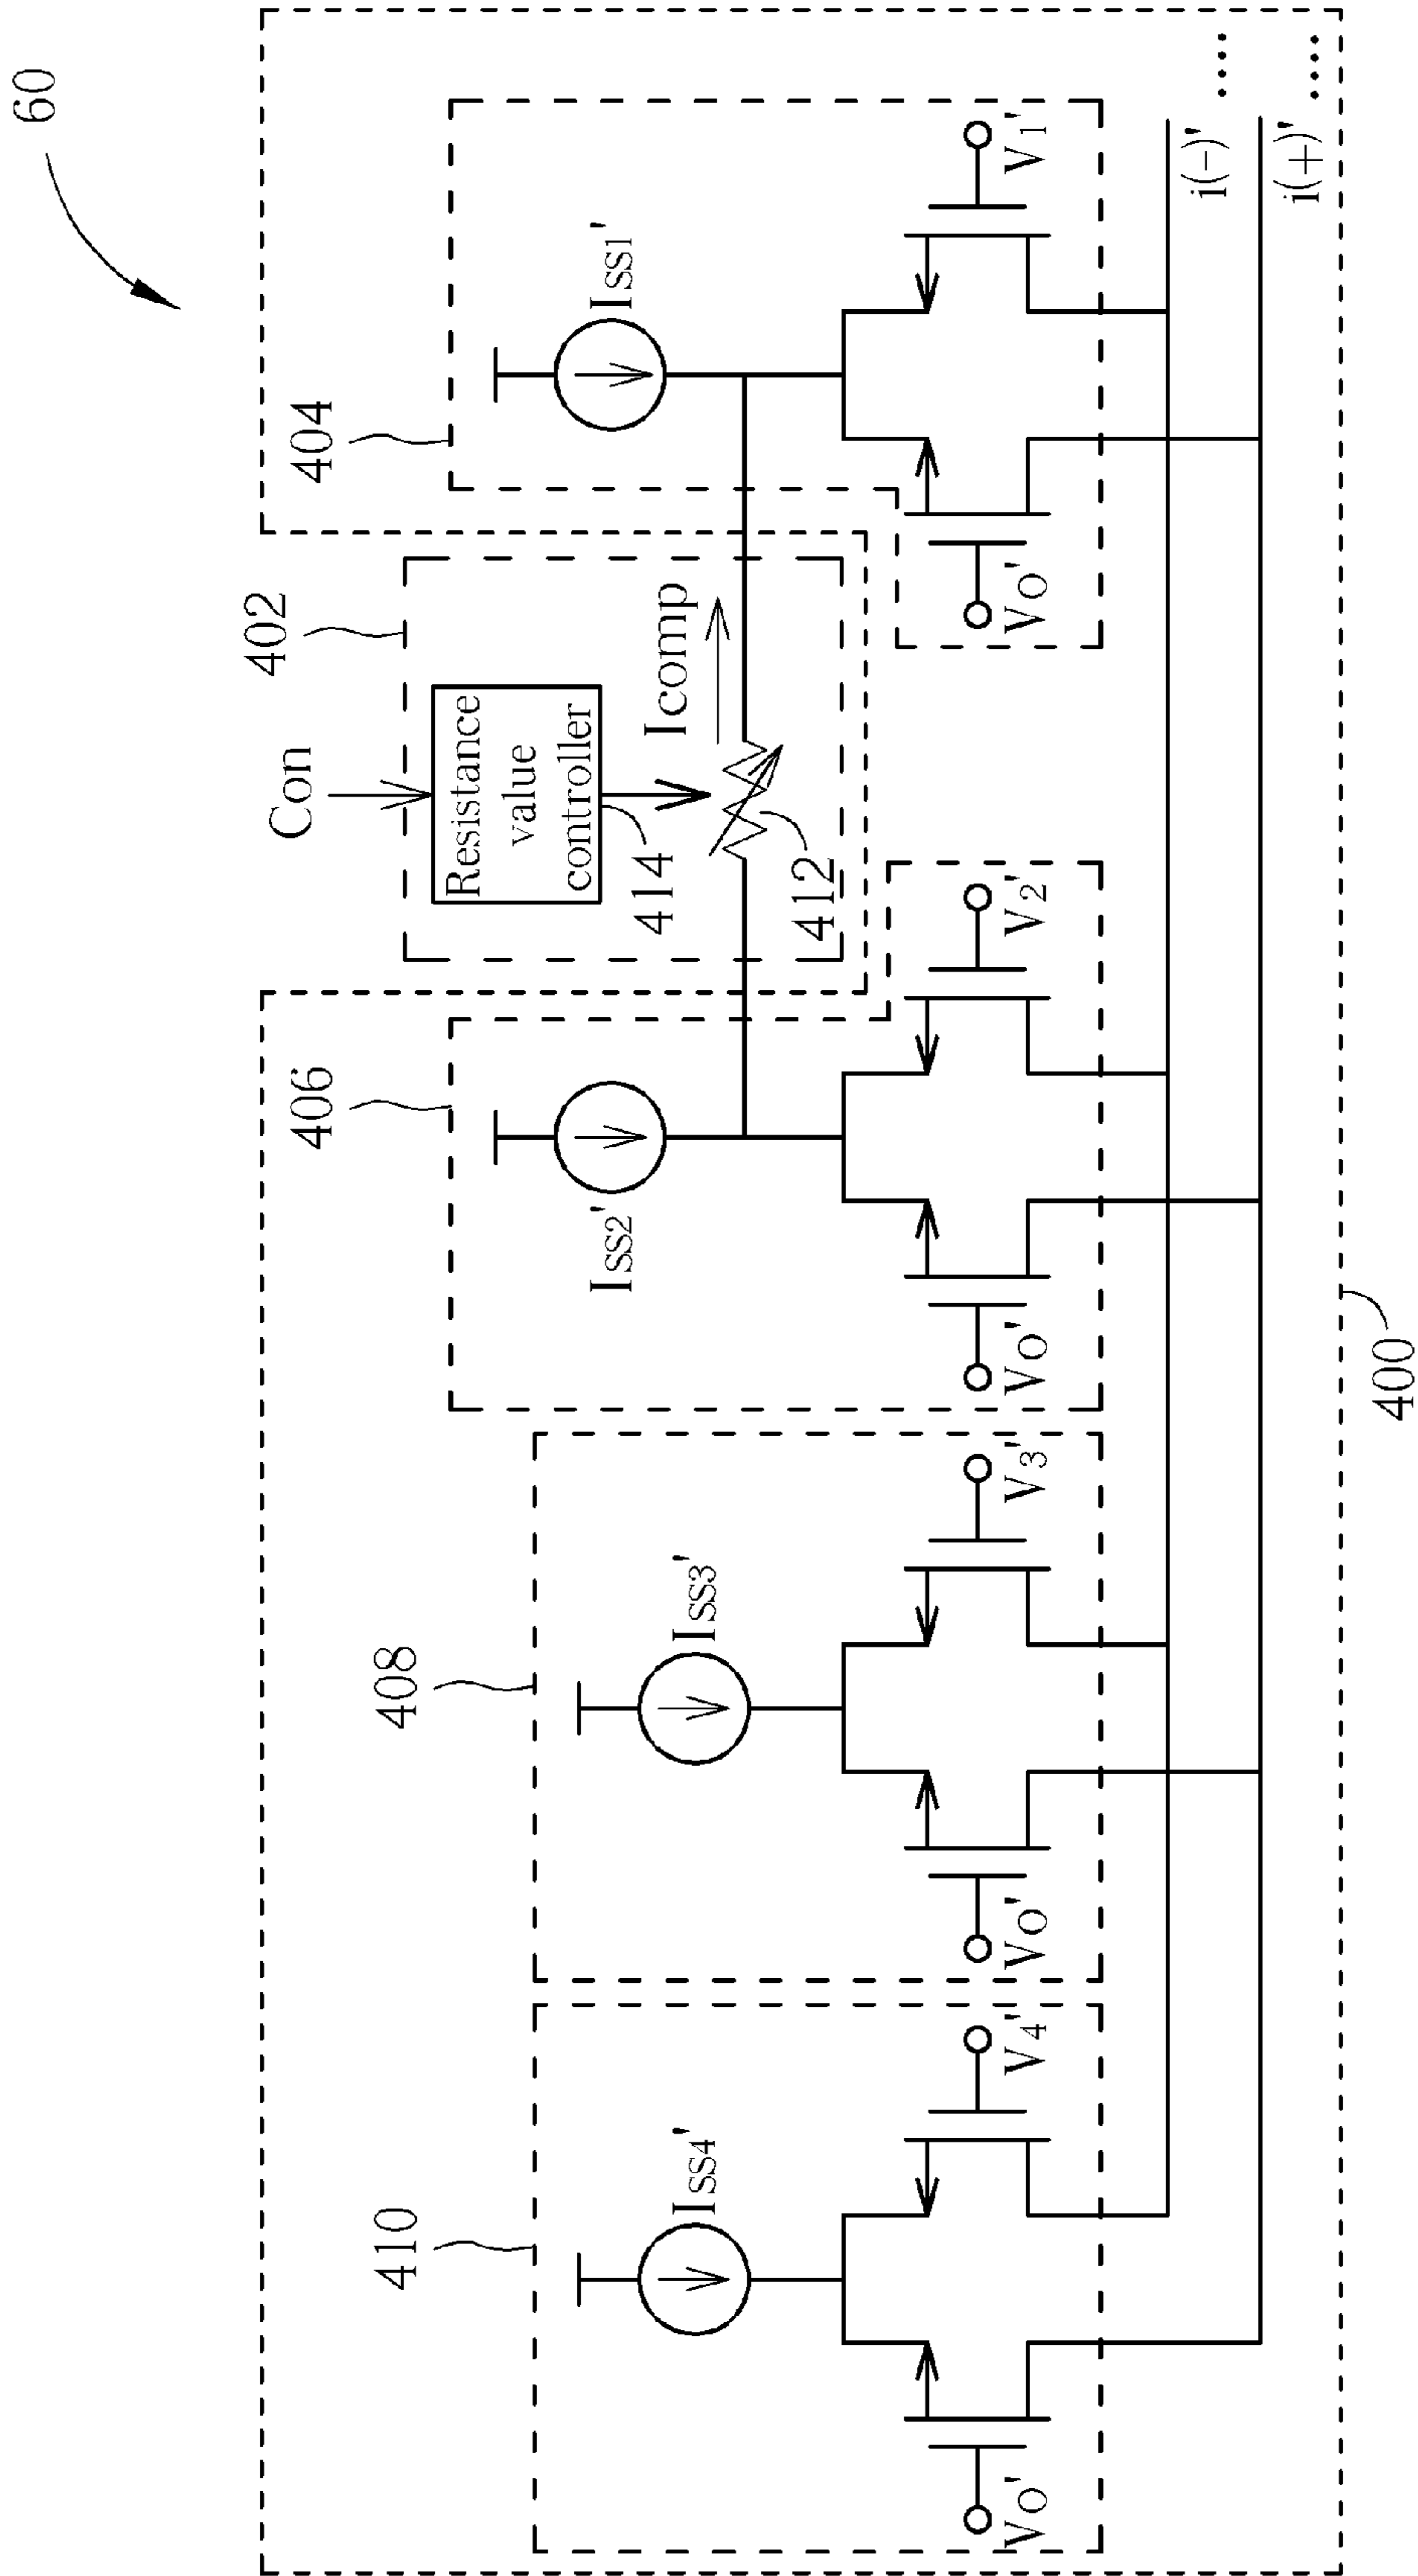 60
410
408
406
402
404
Con
Resistance
value
controller
414
412
Icomp
Iss4'
Iss3'
Iss2'
Iss1'
Vo'
V4'
Vo'
V3'
Vo'
V2'
Vo'
V1'
i(-)'
....
i(+)'
....
400